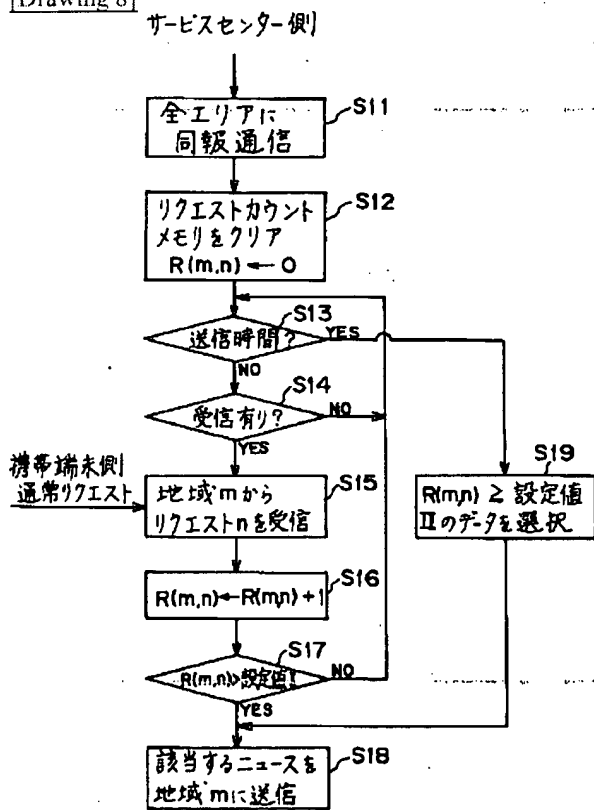 [Drawing 8]
サービスセンター側
全エリアに
同報通信
S11
リクエストカウント
メモリをクリア
R(m,n) ← 0
S12
送信時間?
S13
YES
NO
受信有り?
S14
NO
YES
携帯端末側
通常リクエスト
地域mから
リクエストnを受信
S15
R(m,n)←R(m,n)+1
S16
R(m,n)>設定値I
S17
NO
YES
該当するニュースを
地域mに送信
S18
S19
R(m,n) ≥ 設定値
IIのデータを選択